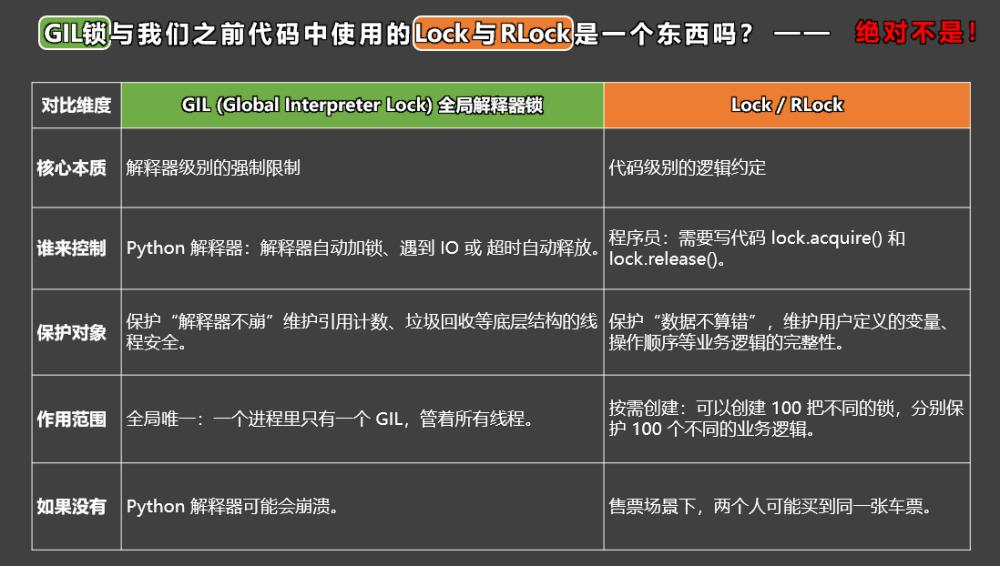 GIL锁与我们之前代码中使用的Lock与RLock是一个东西吗？ —— 绝对不是！
对比维度
GIL (Global Interpreter Lock) 全局解释器锁
Lock / RLock
核心本质
解释器级别的强制限制
代码级别的逻辑约定
谁来控制
Python 解释器：解释器自动加锁、遇到 IO 或 超时自动释放。
程序员：需要写代码 lock.acquire() 和
lock.release()。
保护对象
保护“解释器不崩”维护引用计数、垃圾回收等底层结构的线
程安全。
保护“数据不算错”，维护用户定义的变量、
操作顺序等业务逻辑的完整性。
作用范围
全局唯一：一个进程里只有一个 GIL，管着所有线程。
按需创建：可以创建 100 把不同的锁，分别保
护 100 个不同的业务逻辑。
如果没有
Python 解释器可能会崩溃。
售票场景下，两个人可能买到同一张车票。